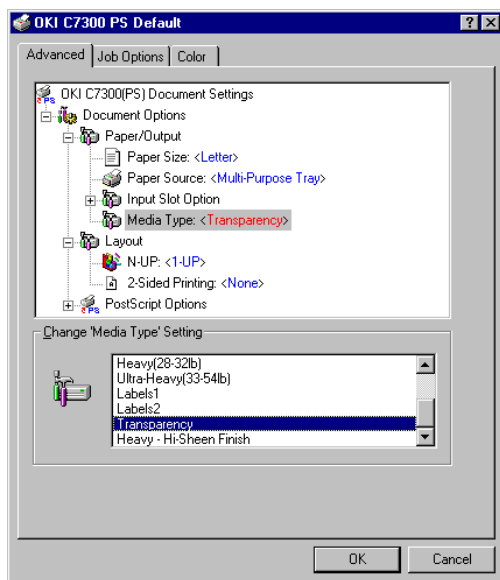 OKI C7300 PS Default
Advanced
Job Options
Color
OKI C7300(PS) Document Settings
Document Options
Paper/Output
Paper Size: <Letter>
Paper Source: <Multi-Purpose Tray>
Input Slot Option
Media Type: <Transparency>
Layout
N-UP: <1-UP>
2-Sided Printing: <None>
PostScript Options
Change 'Media Type' Setting
Heavy(28-32lb)
Ultra-Heavy(33-54lb)
Labels1
Labels2
Transparency
Heavy - Hi-Sheen Finish
OK
Cancel